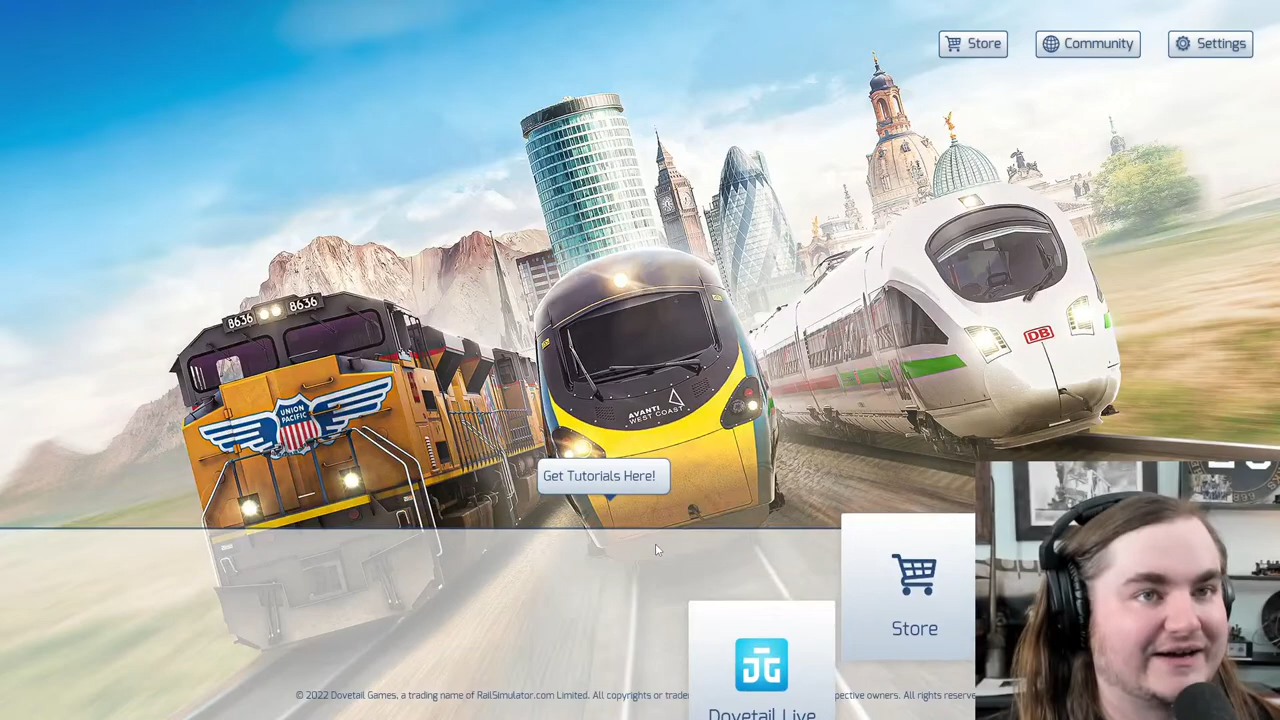 Store
Community
Settings
8636
8636
UNION
PACIFIC
AVANTI
WEST COAST
DB
Get Tutorials Here!
Store
© 2022 Dovetail Games, a trading name of RailSimulator.com Limited. All copyrights or trade
pective owners. All rights reserve
Dovetail Live